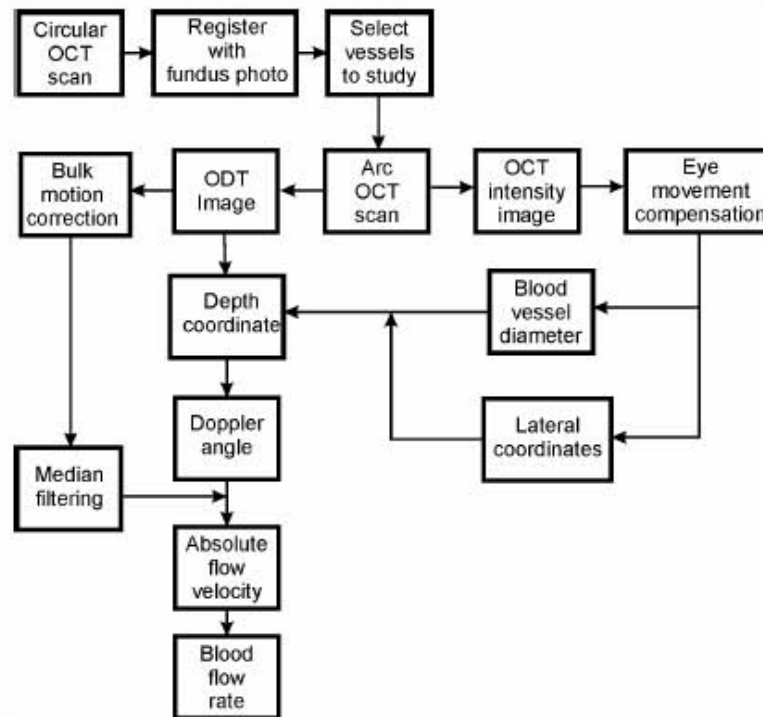 Circular
OCT
scan
Register
with
fundus photo
Select
vessels
to study
Bulk
motion
correction
ODT
Image
Arc
OCT
scan
OCT
intensity
image
Eye
movement
compensation
Depth
coordinate
Blood
vessel
diameter
Doppler
angle
Lateral
coordinates
Median
filtering
Absolute
flow
velocity
Blood
flow
rate